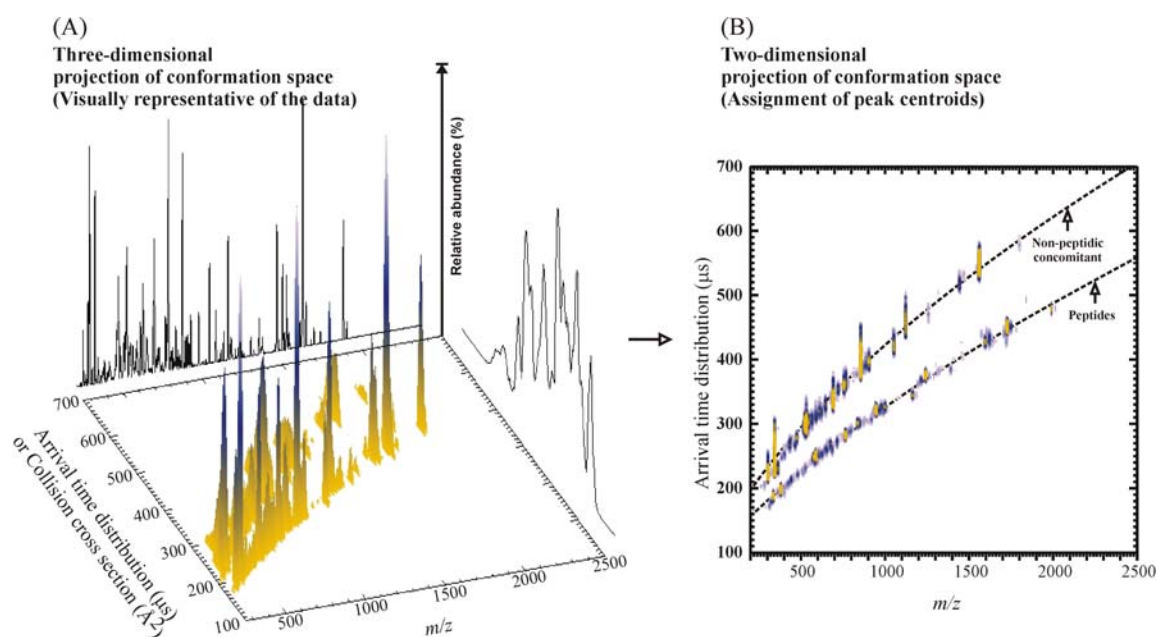 (A)
Three-dimensional
projection of conformation space
(Visually representative of the data)
Relative abundance (%)
700
600
500
400
300
200
100
Arrival time distribution (µs)
or Collision cross section (Å2)
500
1000
1500
2000
2500
m/z
(B)
Two-dimensional
projection of conformation space
(Assignment of peak centroids)
700
600
500
400
300
200
100
Arrival time distribution (µs)
Non-peptidic
concomitant
Peptides
500
1000
1500
2000
2500
m/z